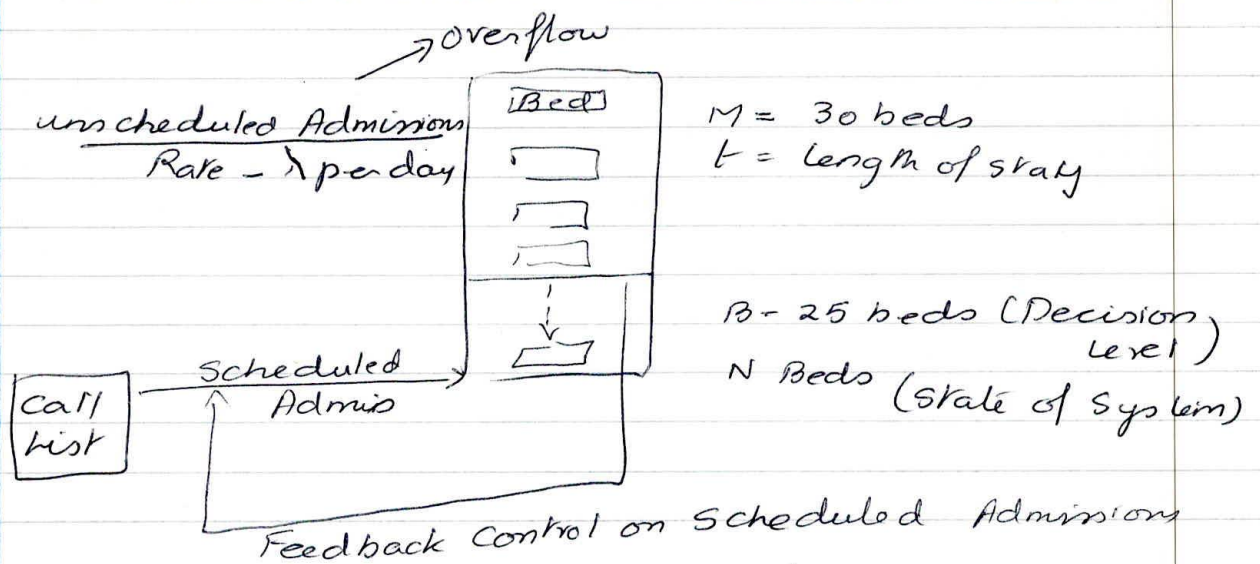 Overflow
Bed
unscheduled Admissions
Rate - λ per day
M = 30 beds
t = length of stay
B - 25 beds (Decision Level)
N Beds (State of System)
Scheduled
Admis
Call
List
Feedback Control on Scheduled Admissions